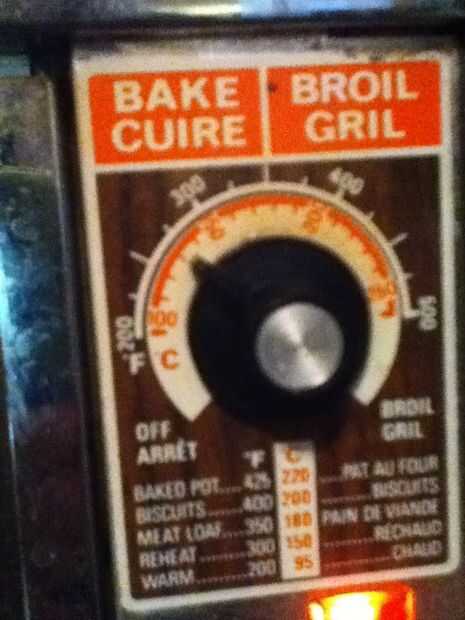 BAKE
CUIRE
BROIL
GRIL
200
300
400
500
100
°F °C
OFF
ARRÊT
BROIL
GRIL
°F °C
BAKED POT....425 220 ....PAT AU FOUR
BISCUITS........400 200 ........BISCUITS
MEAT LOAF...350 180 PAIN DE VIANDE
REHEAT..........300 150 ........RÉCHAUD
WARM............200 95 ..........CHAUD